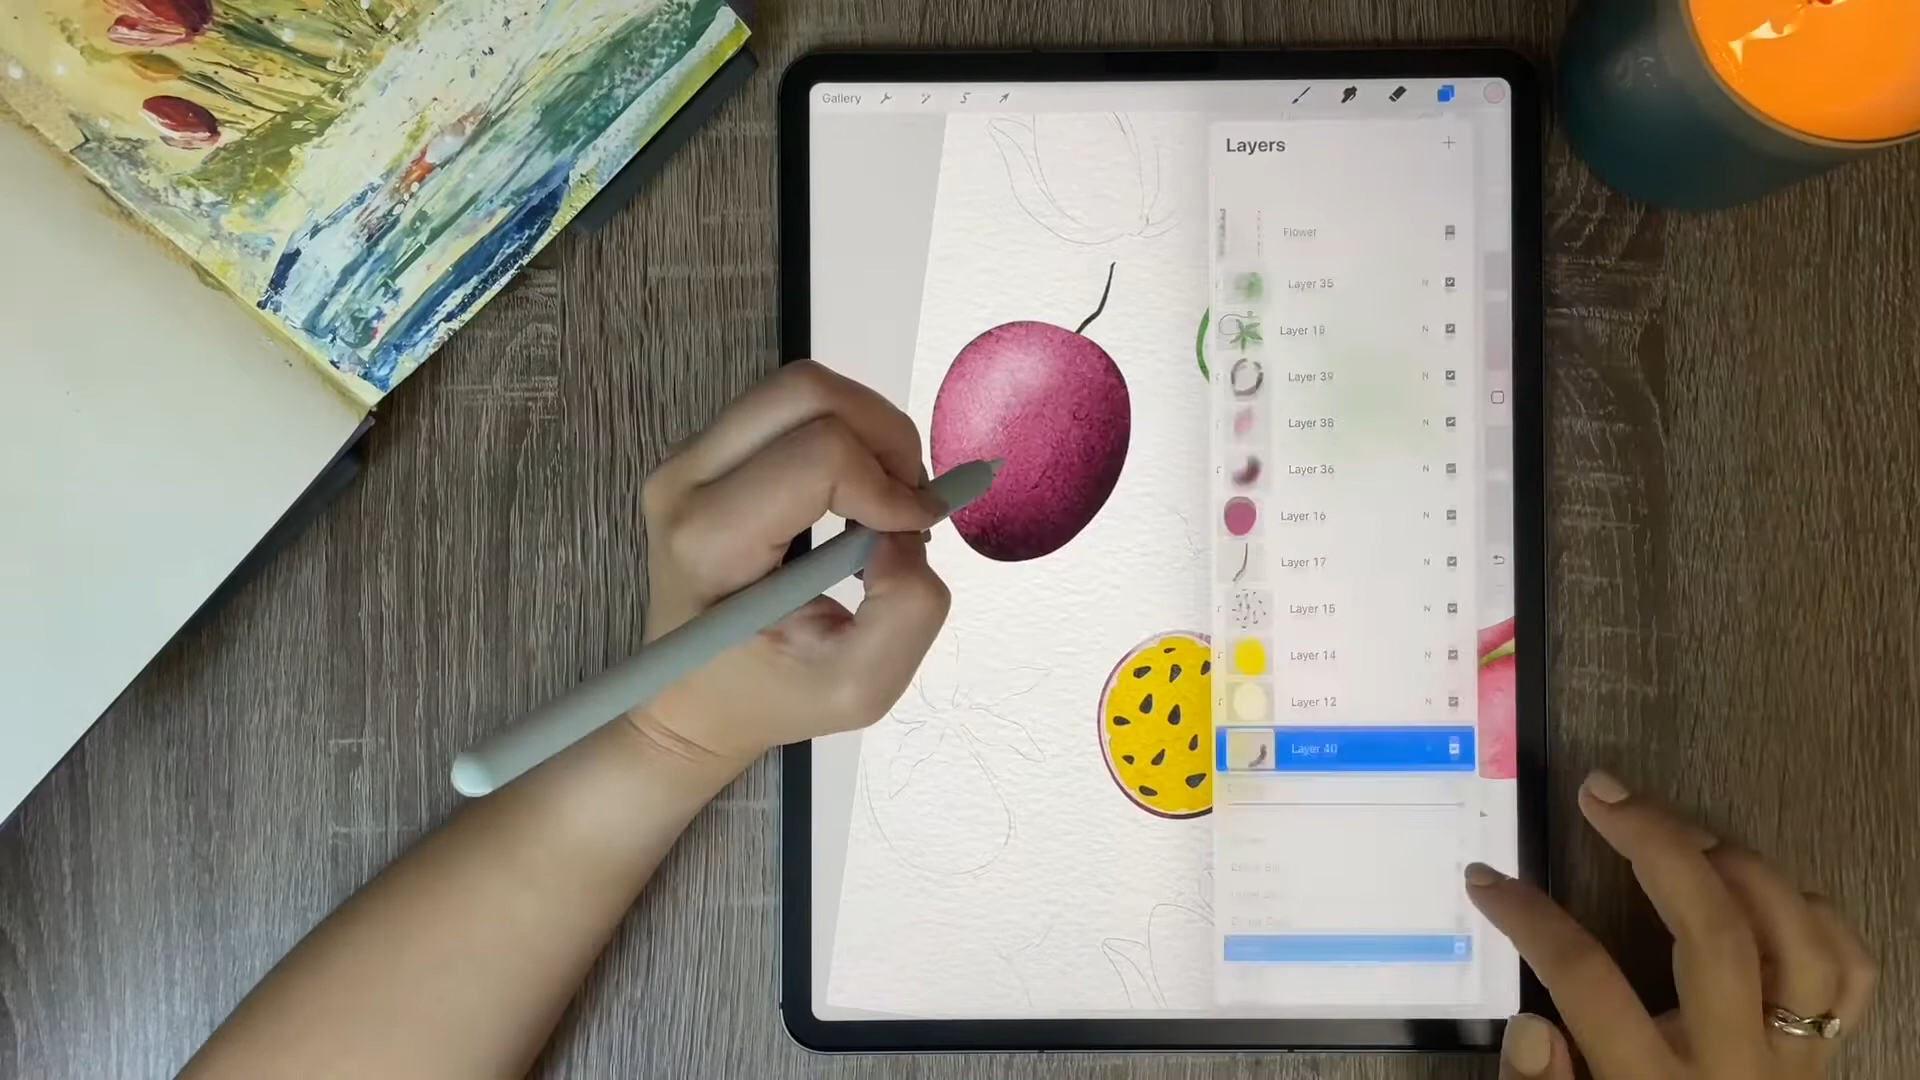 Gallery
Layers
Flower
Layer 35 N
Layer 19 N
Layer 39 N
Layer 38 N
Layer 36 N
Layer 16 N
Layer 17 N
Layer 15 N
Layer 14 N
Layer 12 N
Layer 40